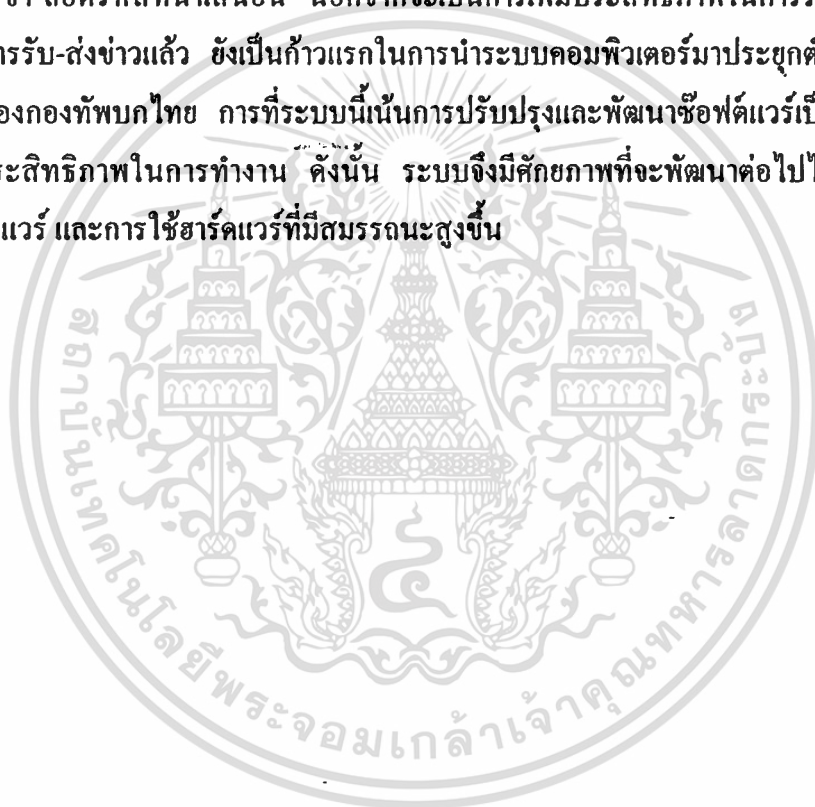 การรับ-ส่งข่าวแล้ว ยังเป็นก้าวแรกในการนำระบบคอมพิวเตอร์มาประยุกต์
ของกองทัพบกไทย การที่ระบบนี้เน้นการปรับปรุงและพัฒนาซ๊อฟต์แวร์เป็
ประสิทธิภาพในการทำงาน ดังนั้น ระบบจึงมีศักยภาพที่จะพัฒนาต่อไปไ
แวร์ และการใช้ฮาร์ดแวร์ที่มีสมรรถนะสูงขึ้น
สถาบันเทคโนโลยีพระจอมเกล้าเจ้าคุณทหารลาดกระบัง
๔